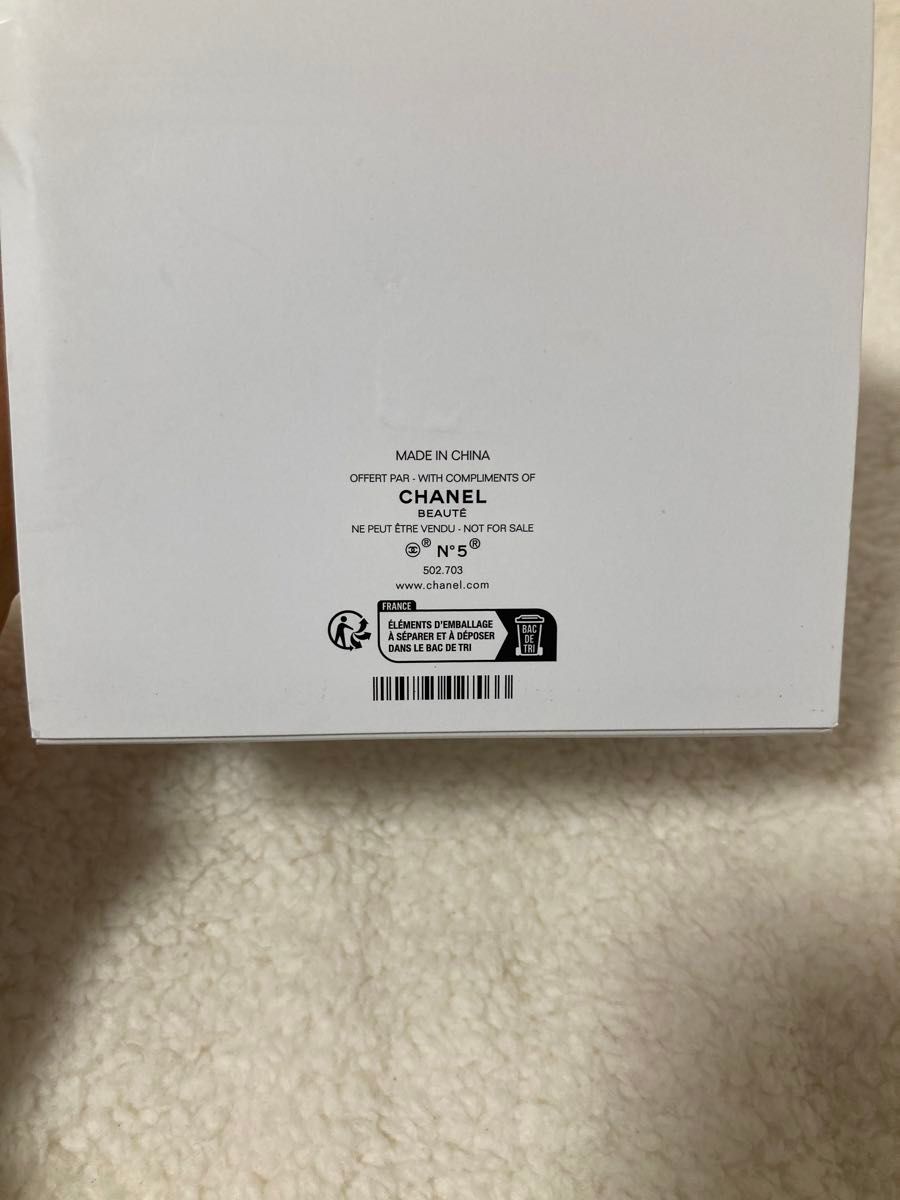 MADE IN CHINA
OFFERT PAR - WITH COMPLIMENTS OF
CHANEL
BEAUTÉ
NE PEUT ÊTRE VENDU - NOT FOR SALE
® N°5®
502.703
www.chanel.com
FRANCE
ÉLÉMENTS D'EMBALLAGE
À SÉPARER ET À DÉPOSER
DANS LE BAC DE TRI
BAC
DE
TRI